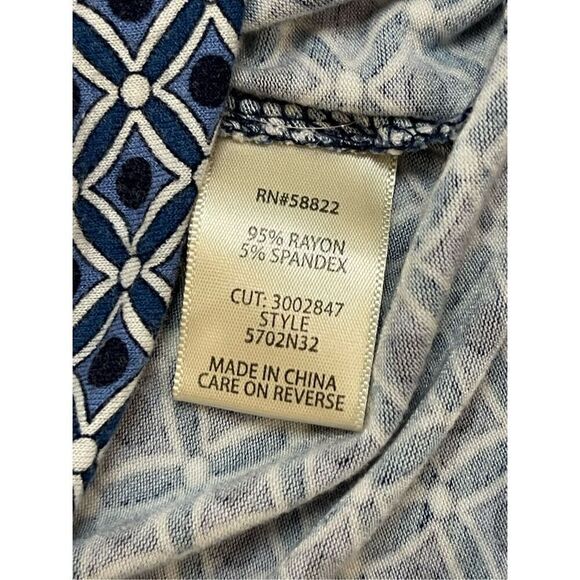 RN#58822
95% RAYON
5% SPANDEX
CUT: 3002847
STYLE
5702N32
MADE IN CHINA
CARE ON REVERSE